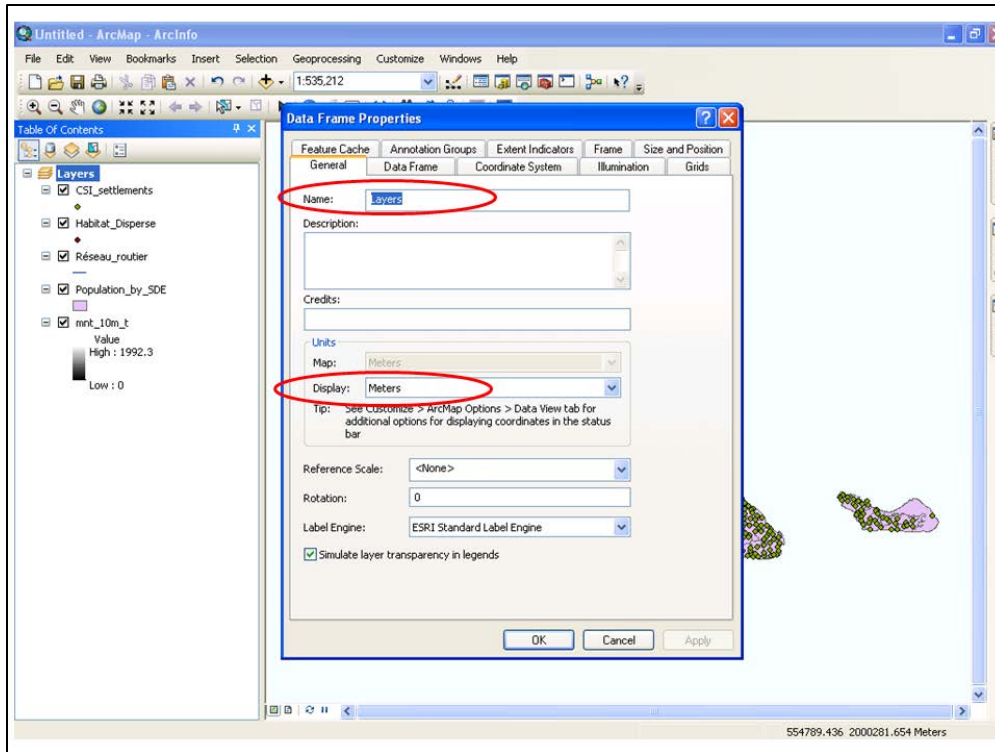 Untitled - ArcMap - ArcInfo
File Edit View Bookmarks Insert Selection Geoprocessing Customize Windows Help
1:535,212
Table Of Contents
Layers
CSI_settlements
Habitat_Disperse
Réseau_routier
Population_by_SDE
mnt_10m_t
Value
High : 1992.3
Low : 0
Data Frame Properties
Feature Cache Annotation Groups Extent Indicators Frame Size and Position
General Data Frame Coordinate System Illumination Grids
Name: Layers
Description:
Credits:
Units
Map: Meters
Display: Meters
Tip: See Customize > ArcMap Options > Data View tab for
additional options for displaying coordinates in the status
bar
Reference Scale: <None>
Rotation: 0
Label Engine: ESRI Standard Label Engine
Simulate layer transparency in legends
OK Cancel Apply
554789.436 2000281.654 Meters